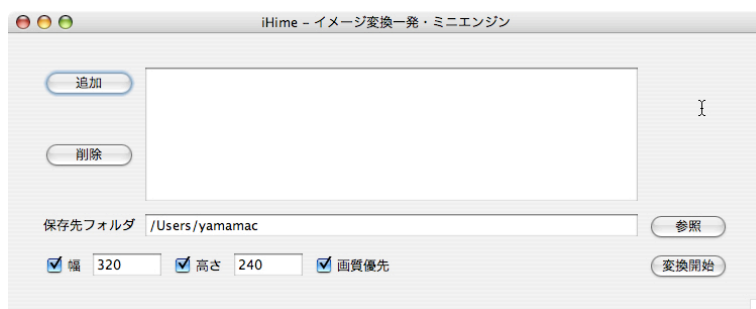 iHime – イメージ変換一発・ミニエンジン
追加
削除
保存先フォルダ /Users/yamamac 参照
幅 320 高さ 240 画質優先 変換開始